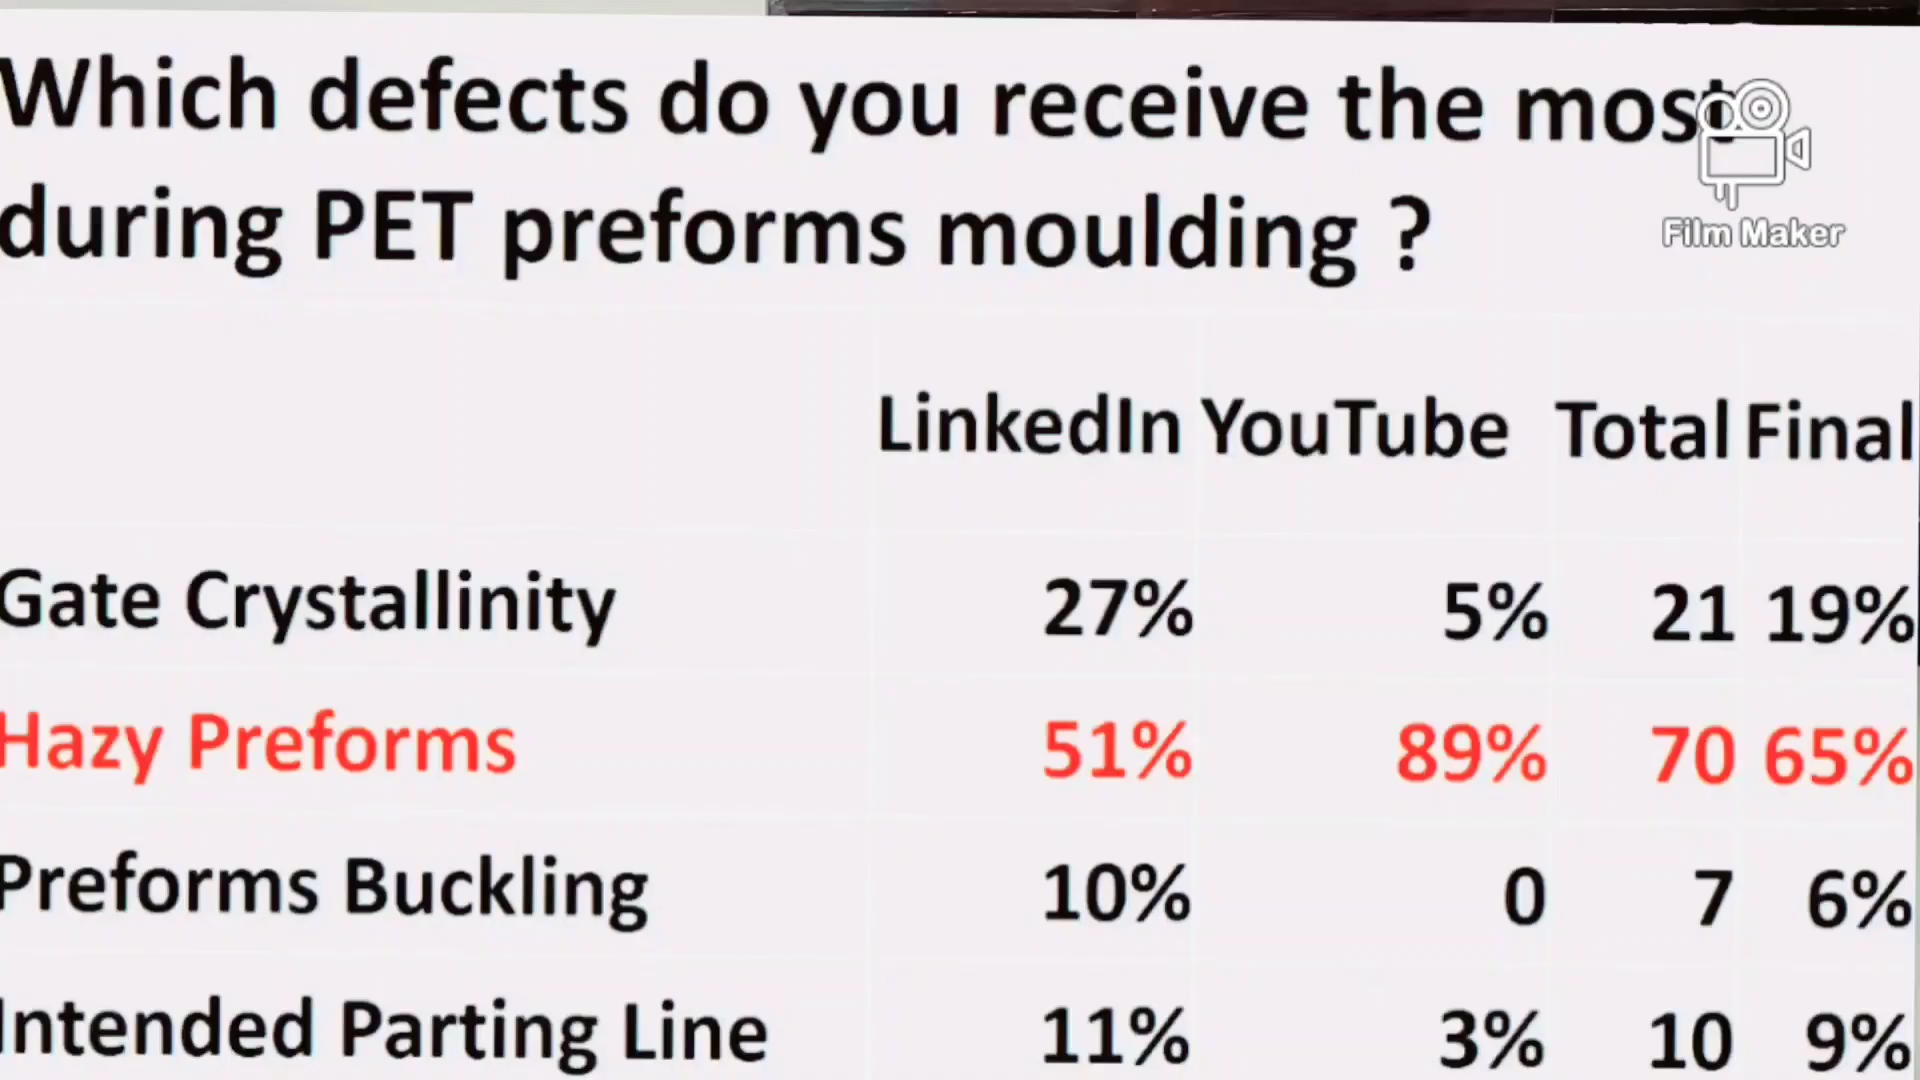 Which defects do you receive the most
during PET preforms moulding ?
Film Maker
LinkedIn YouTube Total Final
Gate Crystallinity 27% 5% 21 19%
Hazy Preforms 51% 89% 70 65%
Preforms Buckling 10% 0 7 6%
Intended Parting Line 11% 3% 10 9%